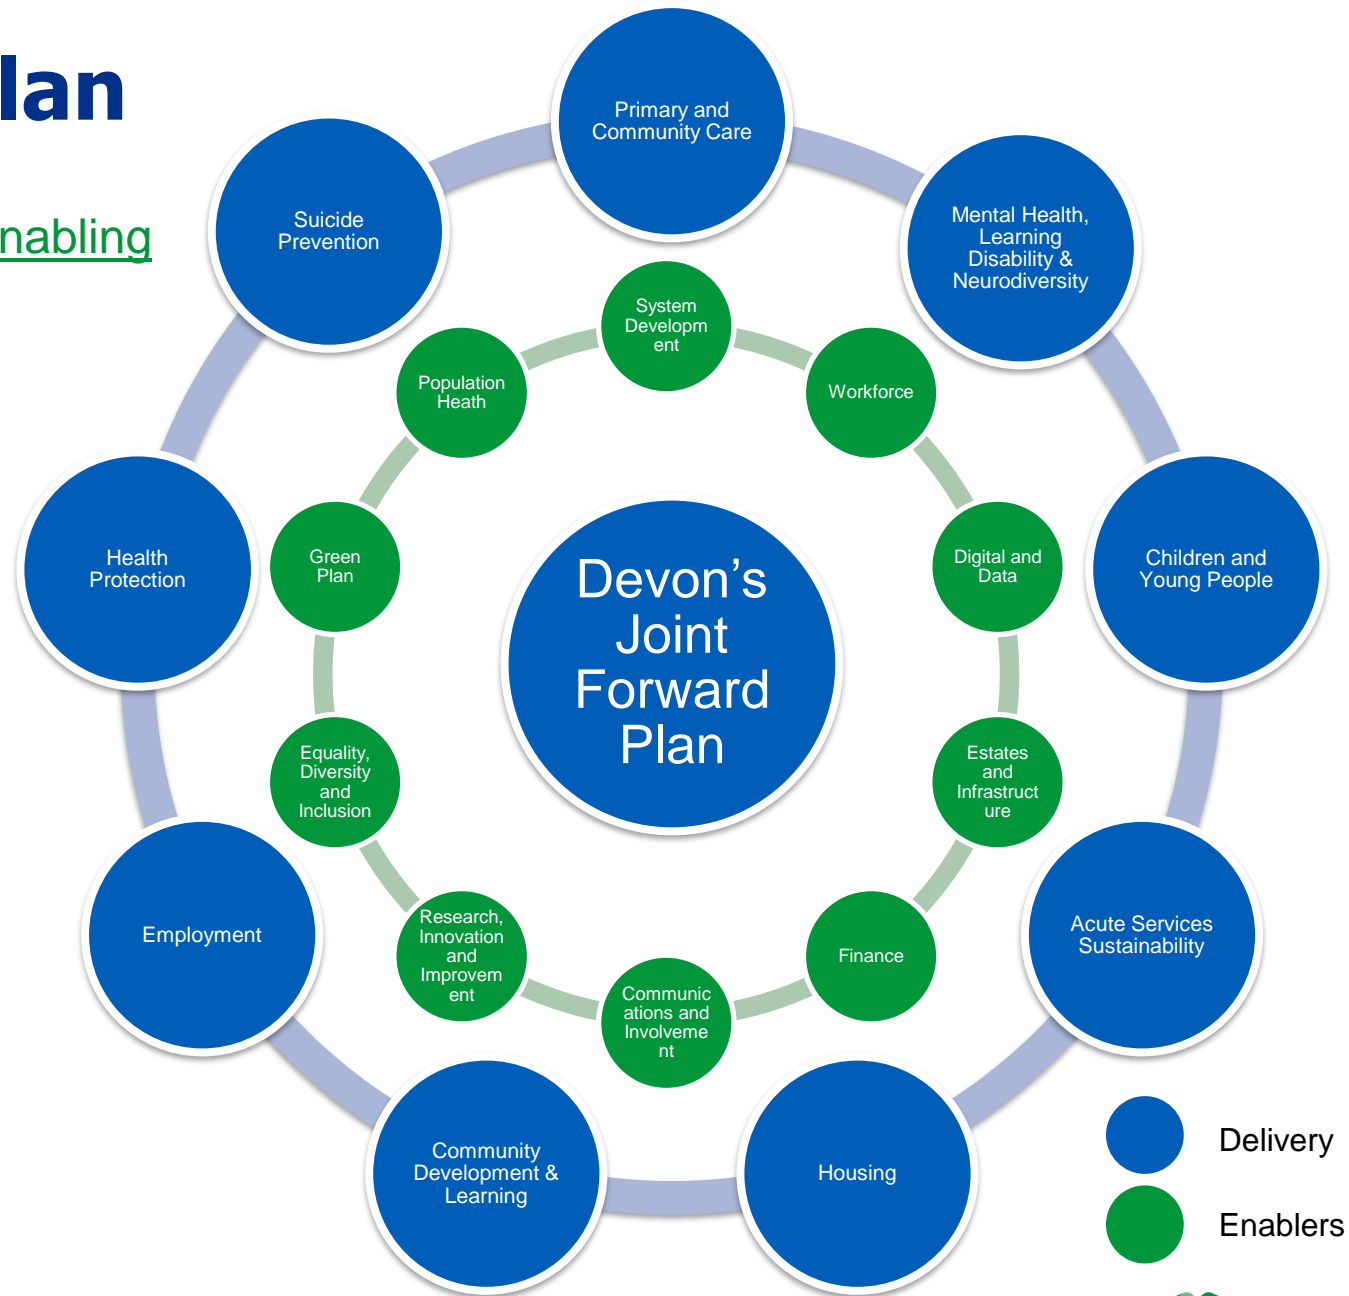 lan
nabling
Primary and
Community Care
Mental Health,
Learning
Disability &
Neurodiversity
Children and
Young People
Acute Services
Sustainability
Housing
Community
Development &
Learning
Employment
Health
Protection
Suicide
Prevention
System
Developm
ent
Workforce
Digital and
Data
Estates
and
Infrastruct
ure
Finance
Communic
ations and
Involveme
nt
Research,
Innovation
and
Improvem
ent
Equality,
Diversity
and
Inclusion
Green
Plan
Population
Heath
Devon’s
Joint
Forward
Plan
Delivery
Enablers